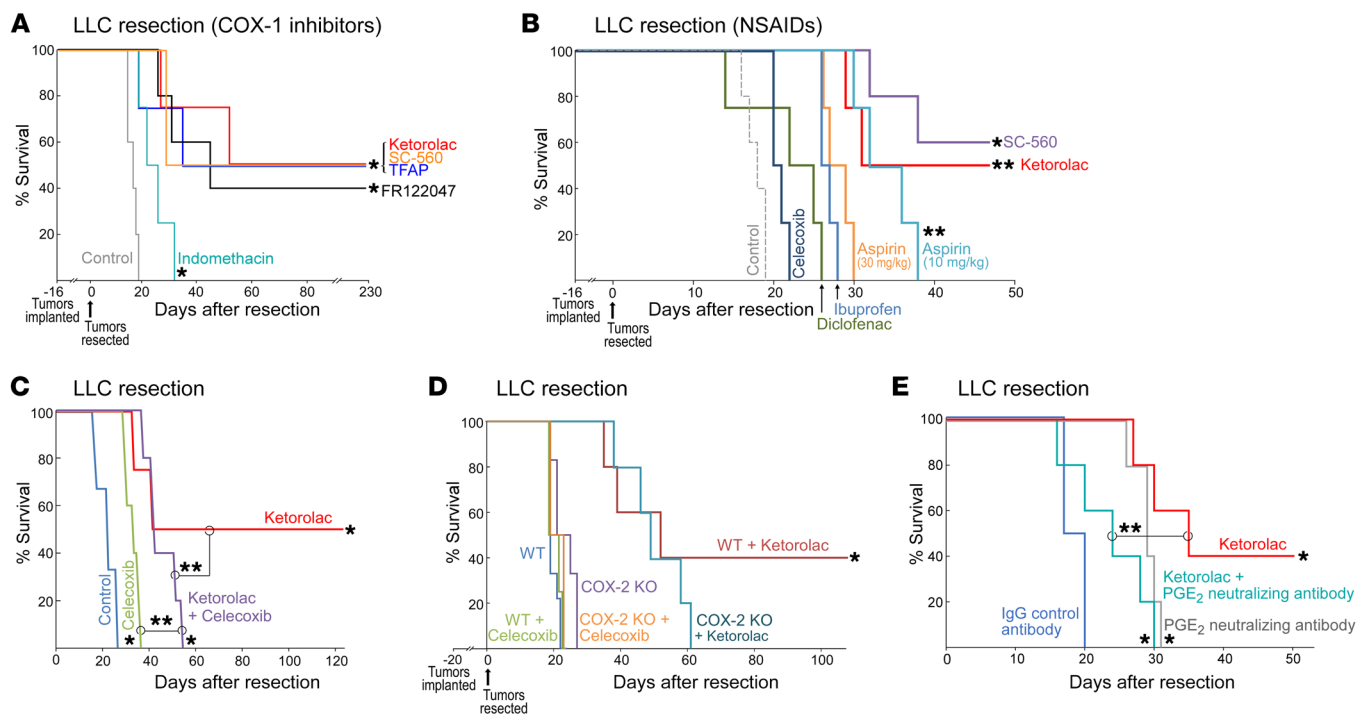 A
LLC resection (COX-1 inhibitors)
% Survival
100
80
60
40
20
Ketorolac
SC-560
TFAP
*
*FR122047
Control
Indomethacin
*
-16
0
20
40
60
80
230
Tumors
implanted
Tumors
resected
Days after resection
B
LLC resection (NSAIDs)
% Survival
100
80
60
40
20
*SC-560
** Ketorolac
**
Control
Celecoxib
Aspirin
(30 mg/kg)
Aspirin
(10 mg/kg)
-16
0
10
20
30
40
50
Tumors
implanted
Tumors
resected
Days after resection
Ibuprofen
Diclofenac
C
LLC resection
% Survival
100
80
60
40
20
Ketorolac
*
**
Control
Celecoxib
Ketorolac
+ Celecoxib
**
*
*
0
20
40
60
80
100
120
Days after resection
D
LLC resection
% Survival
100
80
60
40
20
WT
WT + Ketorolac
*
COX-2 KO
WT +
Celecoxib
COX-2 KO +
Celecoxib
COX-2 KO
+ Ketorolac
-20
0
20
40
60
80
100
Tumors
implanted
Tumors
resected
Days after resection
E
LLC resection
% Survival
100
80
60
40
20
**
Ketorolac
*
Ketorolac +
PGE2 neutralizing antibody
IgG control
antibody
PGE2 neutralizing antibody
*
*
0
10
20
30
40
50
Days after resection